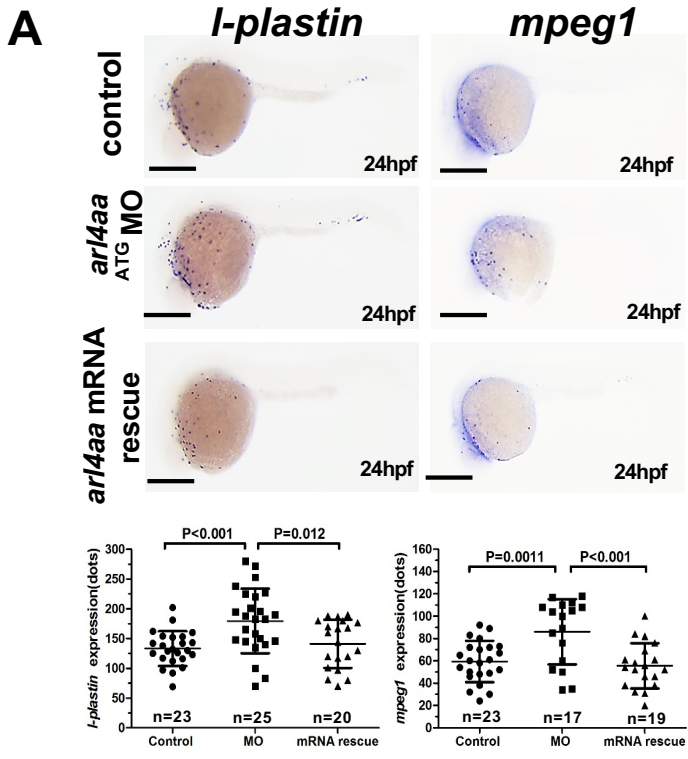 A
l-plastin mpeg1
control
24hpf 24hpf
arl4aa
ATG MO
24hpf 24hpf
arl4aa mRNA
rescue
24hpf 24hpf
P<0.001 P=0.012
l-plastin expression(dots)
300
250
200
150
100
50
0
n=23 n=25 n=20
Control MO mRNA rescue
P=0.0011 P<0.001
mpeg1 expression(dots)
160
140
120
100
80
60
40
20
0
n=23 n=17 n=19
Control MO mRNA rescue